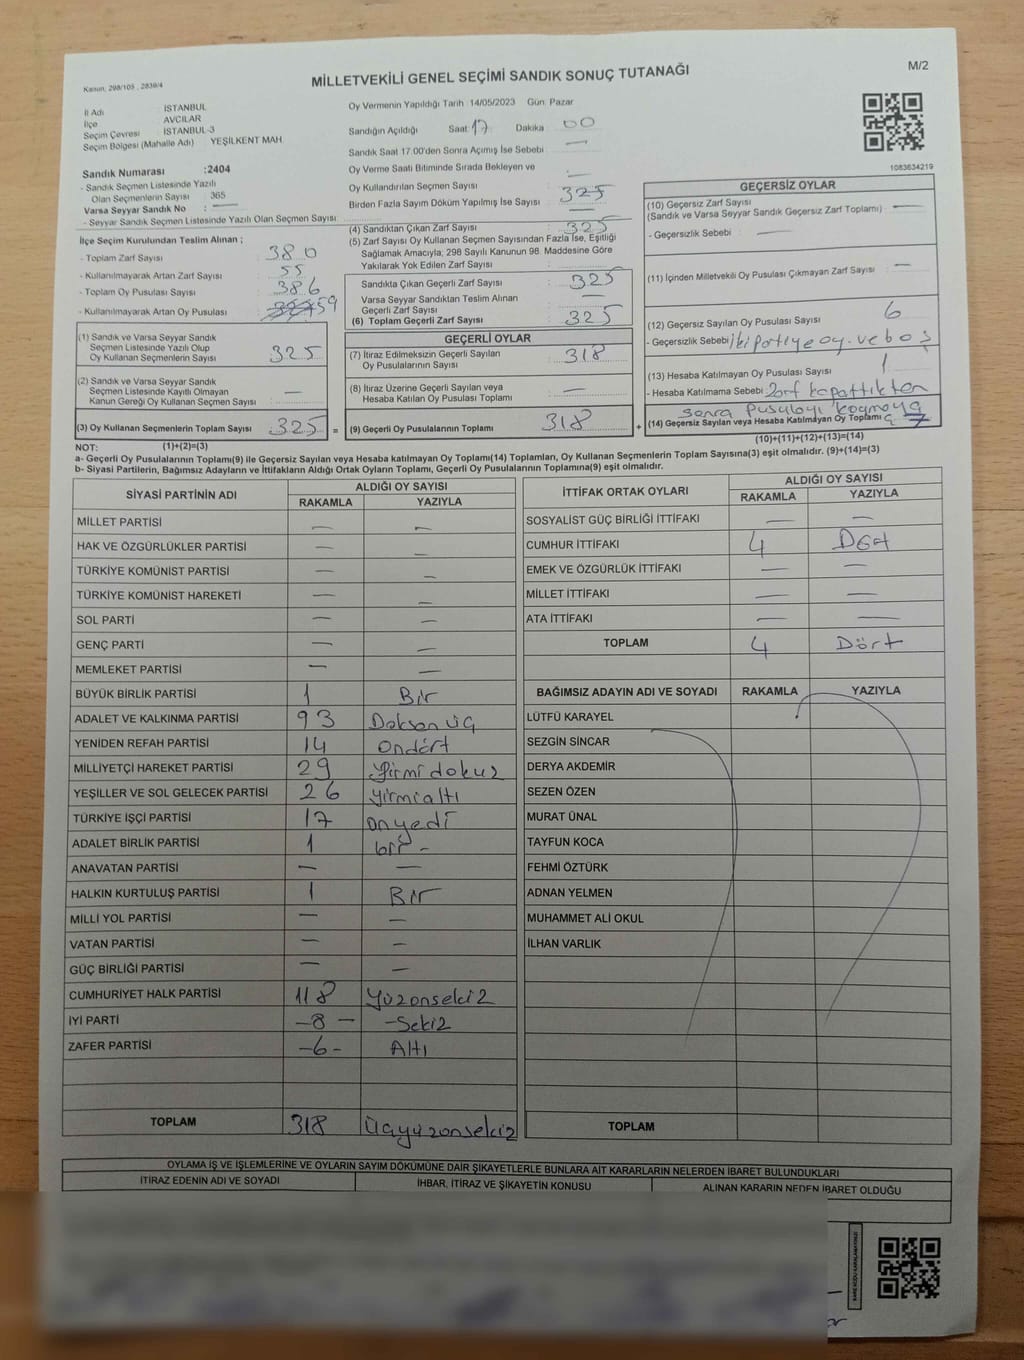 Kanun, 298/105 , 2839/4
MİLLETVEKİLİ GENEL SEÇİMİ SANDIK SONUÇ TUTANAĞI
M/2
İl Adı İSTANBUL
İlçe AVCILAR
Seçim Çevresi : İSTANBUL-3
Seçim Bölgesi (Mahalle Adı) YEŞİLKENT MAH
Sandık Numarası :2404
- Sandık Seçmen Listesinde Yazılı
Olan Seçmenlerin Sayısı 365
Varsa Seyyar Sandık No : —
- Seyyar Sandık Seçmen Listesinde Yazılı Olan Seçmen Sayısı
Oy Vermenin Yapıldığı Tarih 14/05/2023 Gün: Pazar
Sandığın Açıldığı Saat 17 Dakika 00
Sandık Saat 17.00'den Sonra Açımış İse Sebebi —
Oy Verme Saati Bitiminde Sırada Bekleyen ve
Oy Kullandırılan Seçmen Sayısı : —
Birden Fazla Sayım Döküm Yapılmış İse Sayısı 325
1083634219
İlçe Seçim Kurulundan Teslim Alınan ;
- Toplam Zarf Sayısı : 380
- Kullanılmayarak Artan Zarf Sayısı : 55
- Toplam Oy Pusulası Sayısı : 386
- Kullanılmayarak Artan Oy Pusulası : 59
(1) Sandık ve Varsa Seyyar Sandık
Seçmen Listesinde Yazılı Olup
Oy Kullanan Seçmenlerin Sayısı : 325
(2) Sandık ve Varsa Seyyar Sandık
Seçmen Listesinde Kayıtlı Olmayan
Kanun Gereği Oy Kullanan Seçmen Sayısı : —
(3) Oy Kullanan Seçmenlerin Toplam Sayısı : 325
(4) Sandıktan Çıkan Zarf Sayısı : 325
(5) Zarf Sayısı Oy Kullanan Seçmen Sayısından Fazla İse, Eşitliği
Sağlamak Amacıyla, 298 Sayılı Kanunun 98. Maddesine Göre
Yakılarak Yok Edilen Zarf Sayısı
Sandıkta Çıkan Geçerli Zarf Sayısı : 325
Varsa Seyyar Sandıktan Teslim Alınan
Geçerli Zarf Sayısı : —
(6) Toplam Geçerli Zarf Sayısı : 325
GEÇERLİ OYLAR
(7) İtiraz Edilmeksizin Geçerli Sayılan
Oy Pusulalarının Sayısı : 318
(8) İtiraz Üzerine Geçerli Sayılan veya
Hesaba Katılan Oy Pusulası Toplamı : —
= (9) Geçerli Oy Pusulalarının Toplamı : 318 +
GEÇERSİZ OYLAR
(10) Geçersiz Zarf Sayısı
(Sandık ve Varsa Seyyar Sandık Geçersiz Zarf Toplamı) —
- Geçersizlik Sebebi : —
(11) İçinden Milletvekili Oy Pusulası Çıkmayan Zarf Sayısı —
(12) Geçersiz Sayılan Oy Pusulası Sayısı 6
- Geçersizlik Sebebi iki partiye oy. ve boş
(13) Hesaba Katılmayan Oy Pusulası Sayısı 1
- Hesaba Katılmama Sebebi Zarf kapattıkten
sonra pusulayı koymaya
(14) Geçersiz Sayılan veya Hesaba Katılmayan Oy Toplamı : 7
NOT: (1)+(2)=(3)
(10)+(11)+(12)+(13)=(14)
a- Geçerli Oy Pusulalarının Toplamı(9) ile Geçersiz Sayılan veya Hesaba katılmayan Oy Toplamı(14) Toplamları, Oy Kullanan Seçmenlerin Toplam Sayısına(3) eşit olmalıdır. (9)+(14)=(3)
b- Siyasi Partilerin, Bağımsız Adayların ve İttifakların Aldığı Ortak Oyların Toplamı, Geçerli Oy Pusulalarının Toplamına(9) eşit olmalıdır.
SİYASİ PARTİNİN ADI ALDIĞI OY SAYISI
RAKAMLA YAZIYLA
MİLLET PARTİSİ — —
HAK VE ÖZGÜRLÜKLER PARTİSİ — —
TÜRKİYE KOMÜNİST PARTİSİ — —
TÜRKİYE KOMÜNİST HAREKETİ — —
SOL PARTİ — —
GENÇ PARTİ — —
MEMLEKET PARTİSİ — —
BÜYÜK BİRLİK PARTİSİ 1 Bir
ADALET VE KALKINMA PARTİSİ 93 Doksan üç
YENİDEN REFAH PARTİSİ 14 Ondört
MİLLİYETÇİ HAREKET PARTİSİ 29 yirmi dokuz
YEŞİLLER VE SOL GELECEK PARTİSİ 26 yirmi altı
TÜRKİYE İŞÇİ PARTİSİ 17 onyedi
ADALET BİRLİK PARTİSİ 1 bir -
ANAVATAN PARTİSİ — —
HALKIN KURTULUŞ PARTİSİ 1 Bir
MİLLİ YOL PARTİSİ — —
VATAN PARTİSİ — —
GÜÇ BİRLİĞİ PARTİSİ — —
CUMHURİYET HALK PARTİSİ 118 Yüzonsekiz
İYİ PARTİ -8- -Sekiz
ZAFER PARTİSİ -6- Altı
TOPLAM 318 Üçyüzonsekiz
İTTİFAK ORTAK OYLARI ALDIĞI OY SAYISI
RAKAMLA YAZIYLA
SOSYALİST GÜÇ BİRLİĞİ İTTİFAKI — —
CUMHUR İTTİFAKI 4 Dört
EMEK VE ÖZGÜRLÜK İTTİFAKI — —
MİLLET İTTİFAKI — —
ATA İTTİFAKI — —
TOPLAM 4 Dört
BAĞIMSIZ ADAYIN ADI VE SOYADI RAKAMLA YAZIYLA
LÜTFÜ KARAYEL
SEZGİN SİNCAR
DERYA AKDEMİR
SEZEN ÖZEN
MURAT ÜNAL
TAYFUN KOCA
FEHMİ ÖZTÜRK
ADNAN YELMEN
MUHAMMET ALİ OKUL
İLHAN VARLIK
TOPLAM
OYLAMA İŞ VE İŞLEMLERİNE VE OYLARIN SAYIM DÖKÜMÜNE DAİR ŞİKAYETLERLE BUNLARA AİT KARARLARIN NELERDEN İBARET BULUNDUKLARI
İTİRAZ EDENİN ADI VE SOYADI İHBAR, İTİRAZ VE ŞİKAYETİN KONUSU ALINAN KARARIN NEDEN İBARET OLDUĞU
KAREKODU KARALAMAYINIZ!